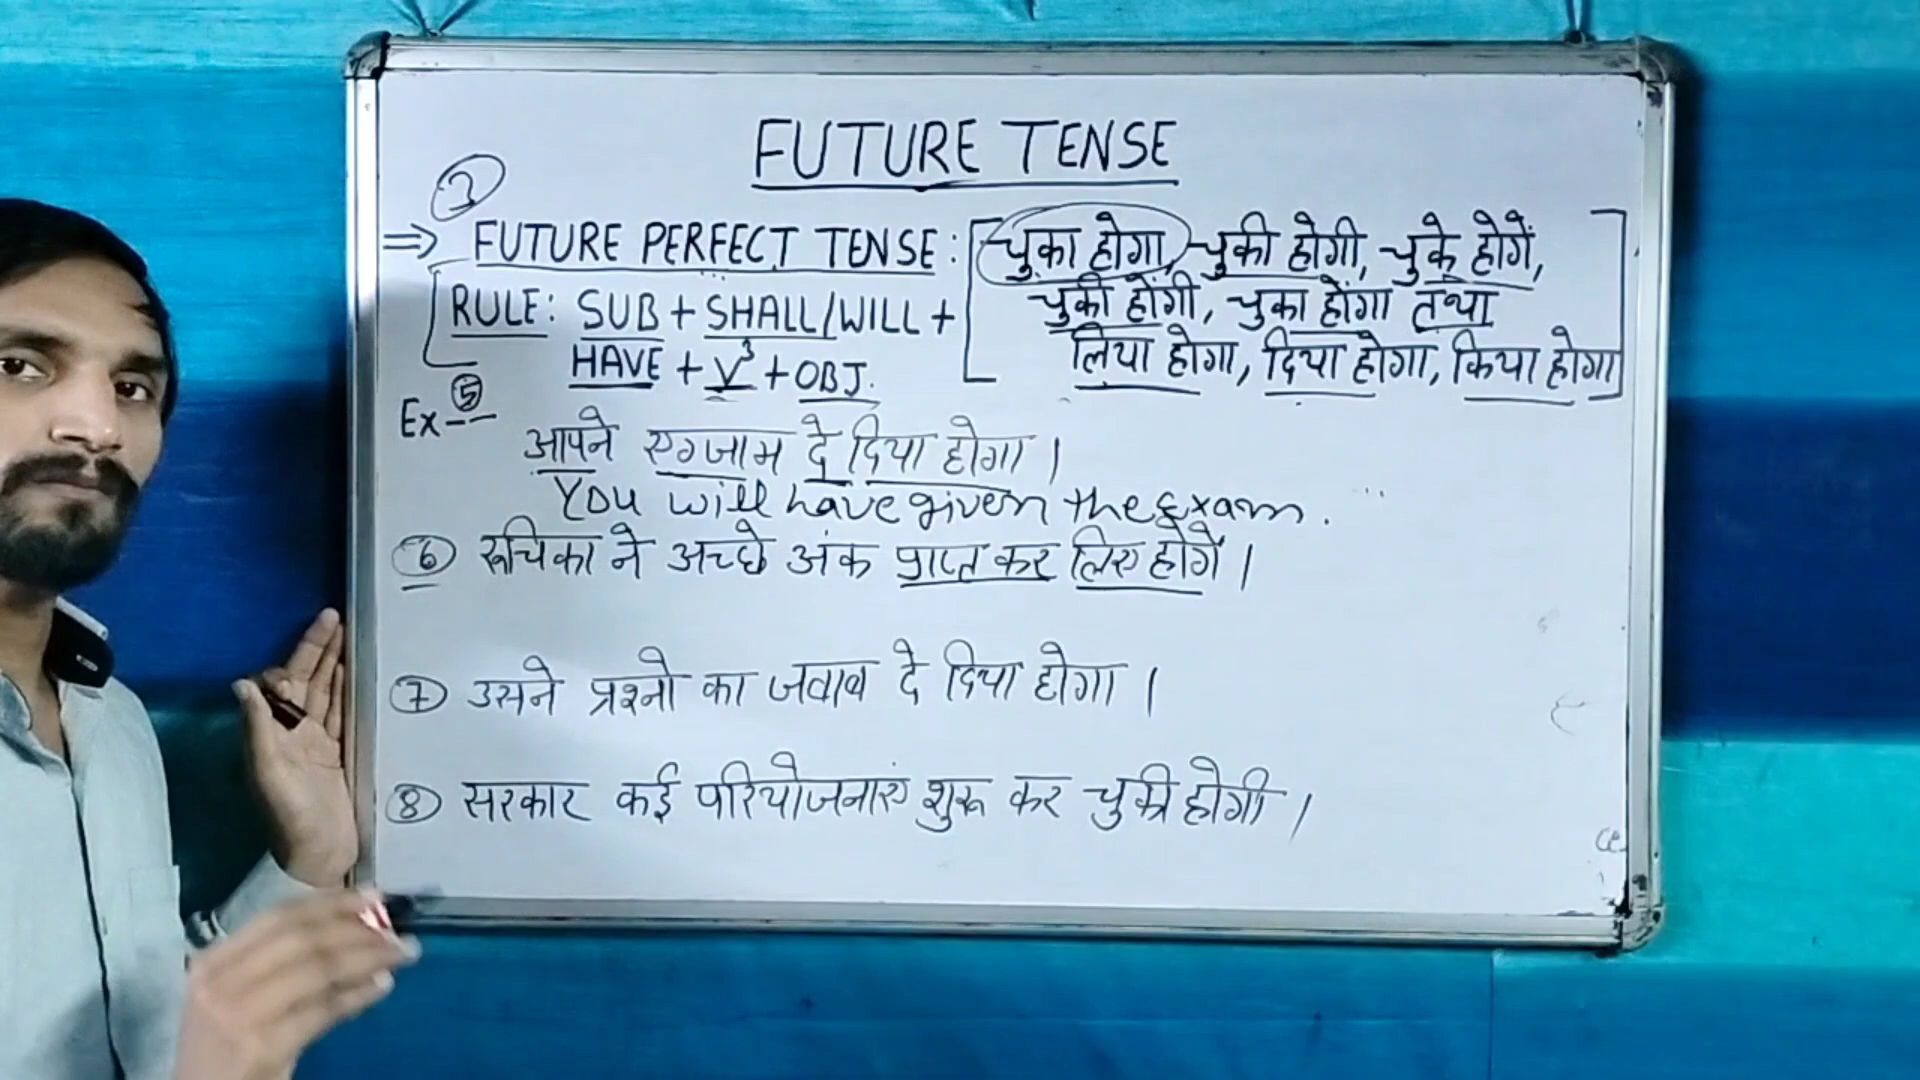 FUTURE TENSE
3
⇒ FUTURE PERFECT TENSE: [चुका होगा, चुकी होगी, चुके होगें,
चुकी होंगी, चुका होंगा तथा
लिया होगा, दिया होगा, किया होगा]
RULE: SUB + SHALL/WILL +
HAVE + V³ + OBJ.
Ex-- ⑤
आपने एग्जाम दे दिया होगा।
You will have given the Exam.
⑥ रूचिका ने अच्छे अंक प्राप्त कर लिए होगें।
⑦ उसने प्रश्नो का जवाब दे दिया होगा।
⑧ सरकार कई परियोजनाएं शुरू कर चुकी होगी।